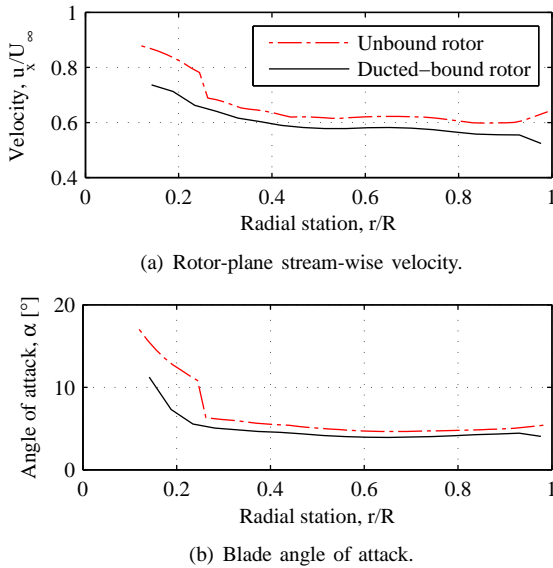 Velocity, u_x/U_∞
1
0.8
0.6
0.4
Unbound rotor
Ducted−bound rotor
0 0.2 0.4 0.6 0.8 1
Radial station, r/R
(a) Rotor-plane stream-wise velocity.
Angle of attack, α [°]
20
10
0
0 0.2 0.4 0.6 0.8 1
Radial station, r/R
(b) Blade angle of attack.